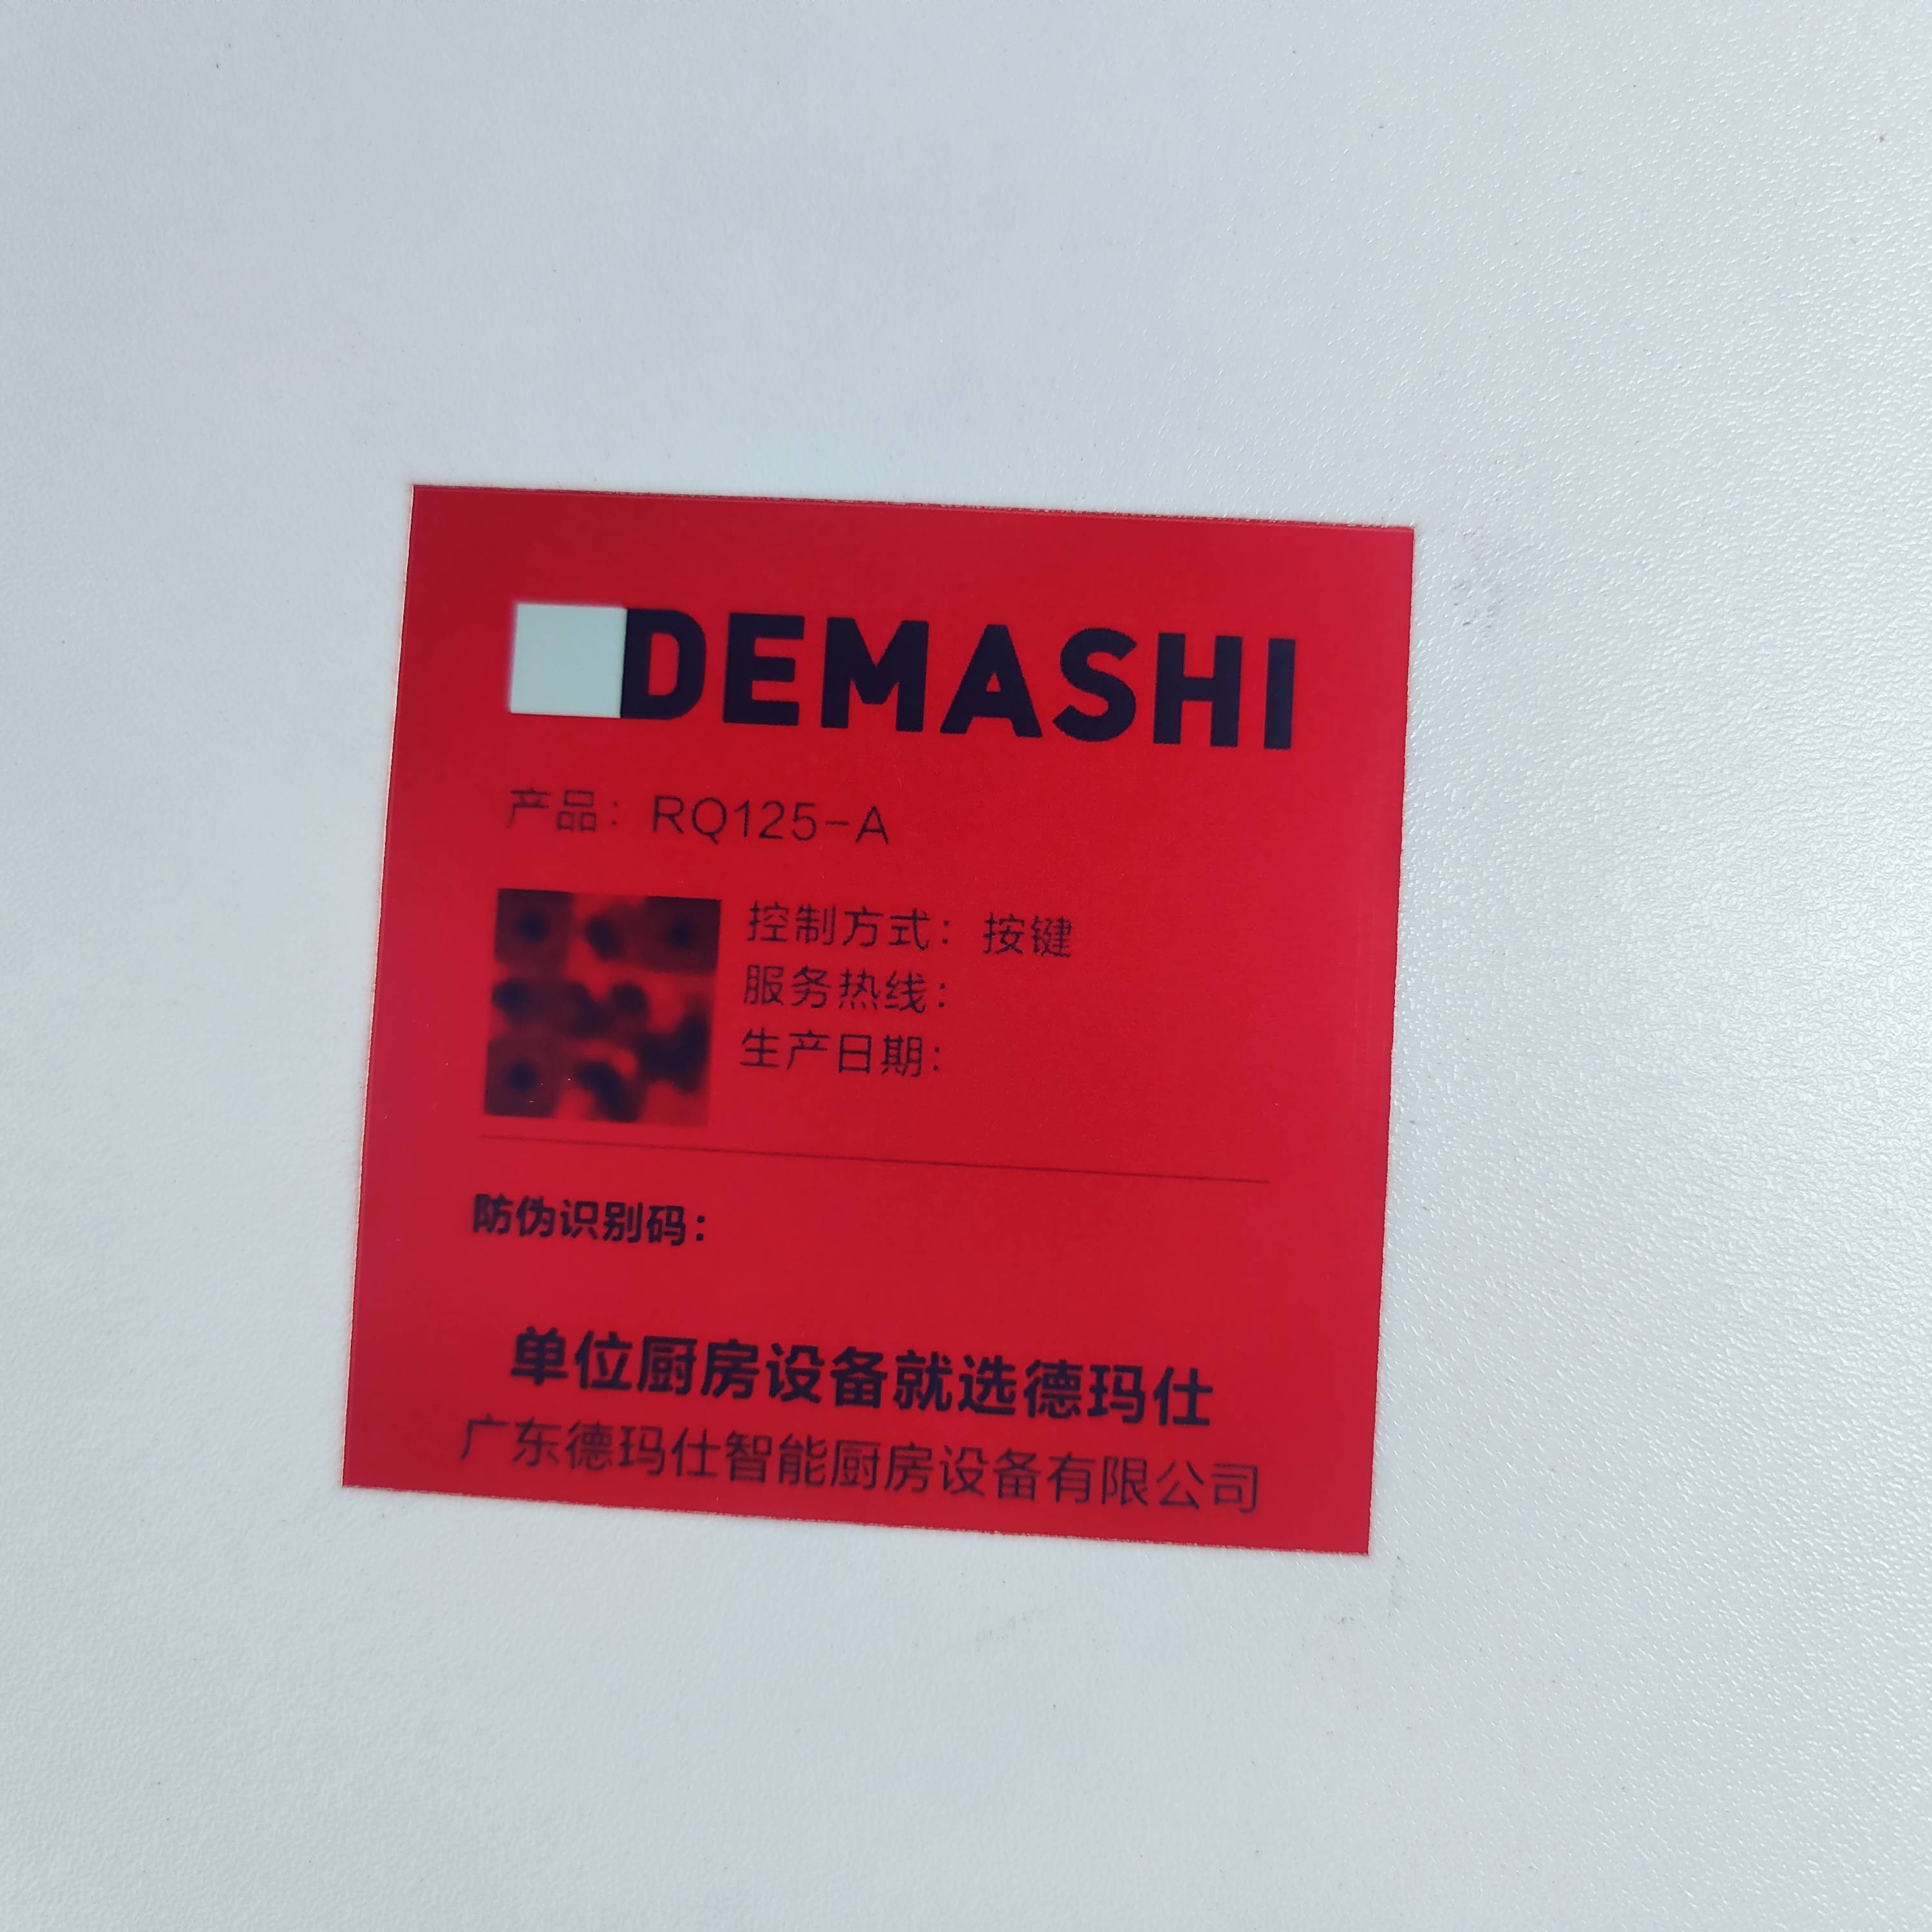 DEMASHI
产品：RQ125-A
控制方式：按键
服务热线：
生产日期：
防伪识别码：
单位厨房设备就选德玛仕
广东德玛仕智能厨房设备有限公司